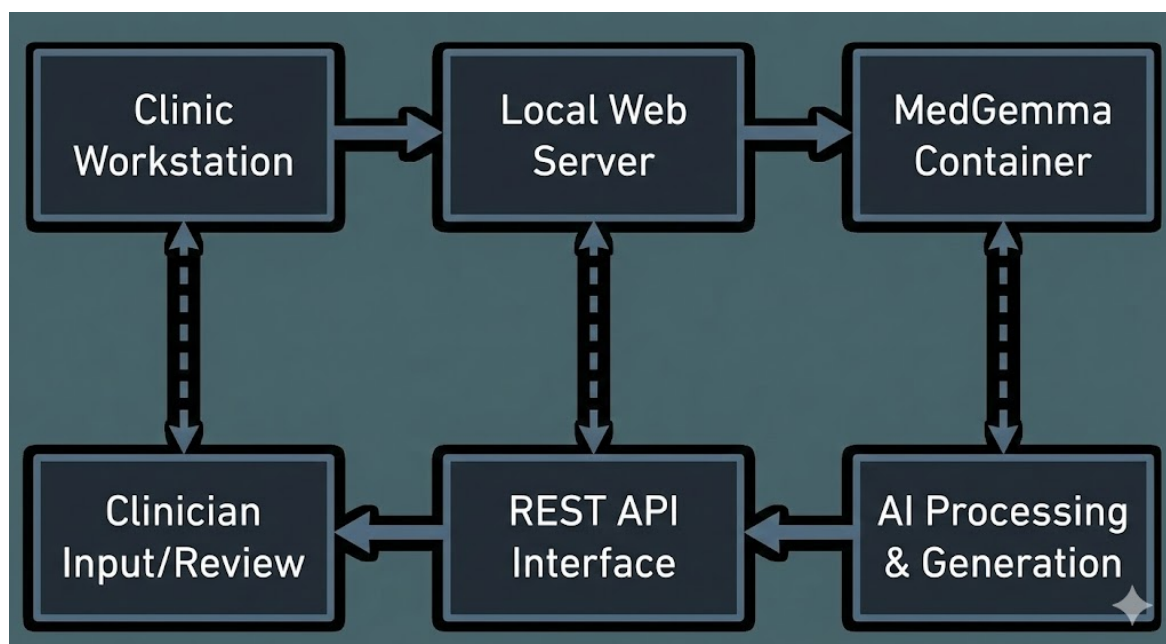 Clinic
Workstation
Local Web
Server
MedGemma
Container
Clinician
Input/Review
REST API
Interface
AI Processing
& Generation